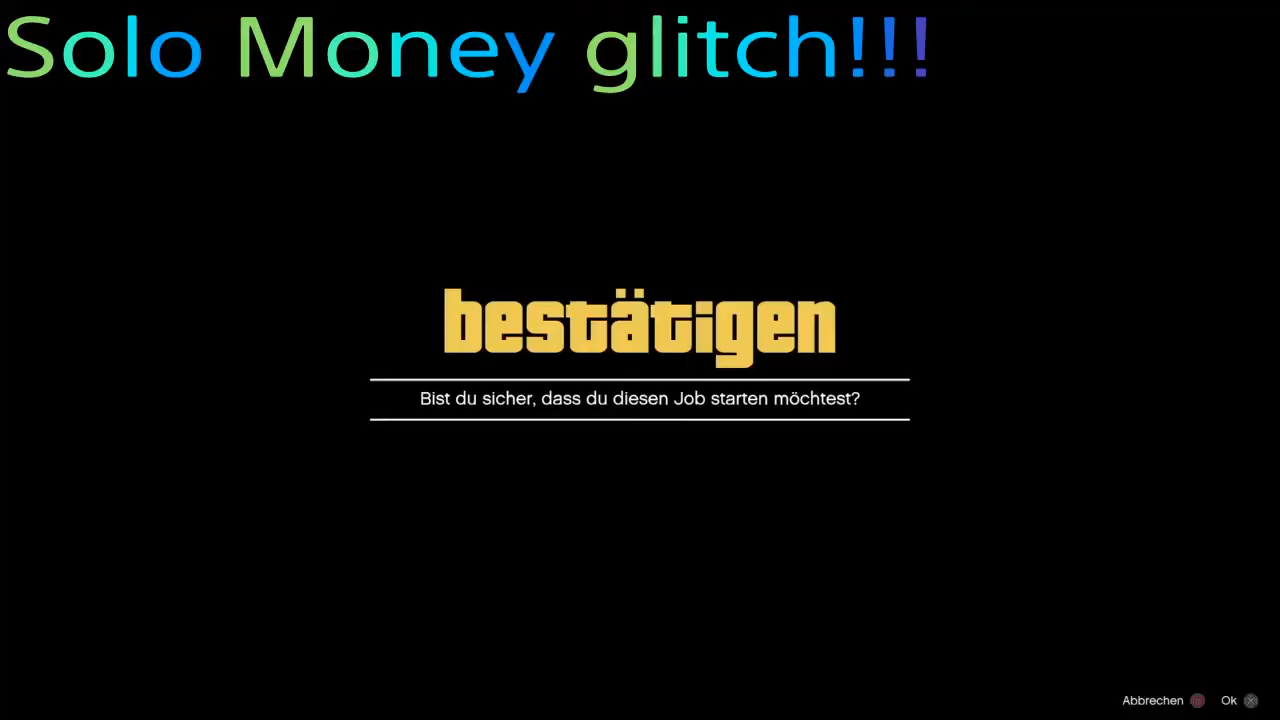 Solo Money glitch!!!
bestätigen
Bist du sicher, dass du diesen Job starten möchtest?
Abbrechen Ok